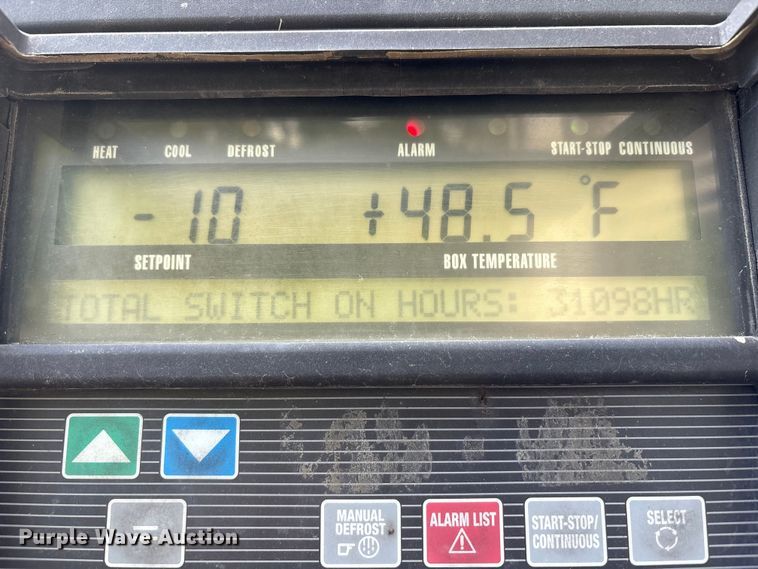 HEAT COOL DEFROST ALARM START-STOP CONTINUOUS
-10 +48.5 °F
SETPOINT BOX TEMPERATURE
TOTAL SWITCH ON HOURS: 31098HR
MANUAL DEFROST
ALARM LIST
START-STOP/
CONTINUOUS
SELECT
Purple Wave Auction